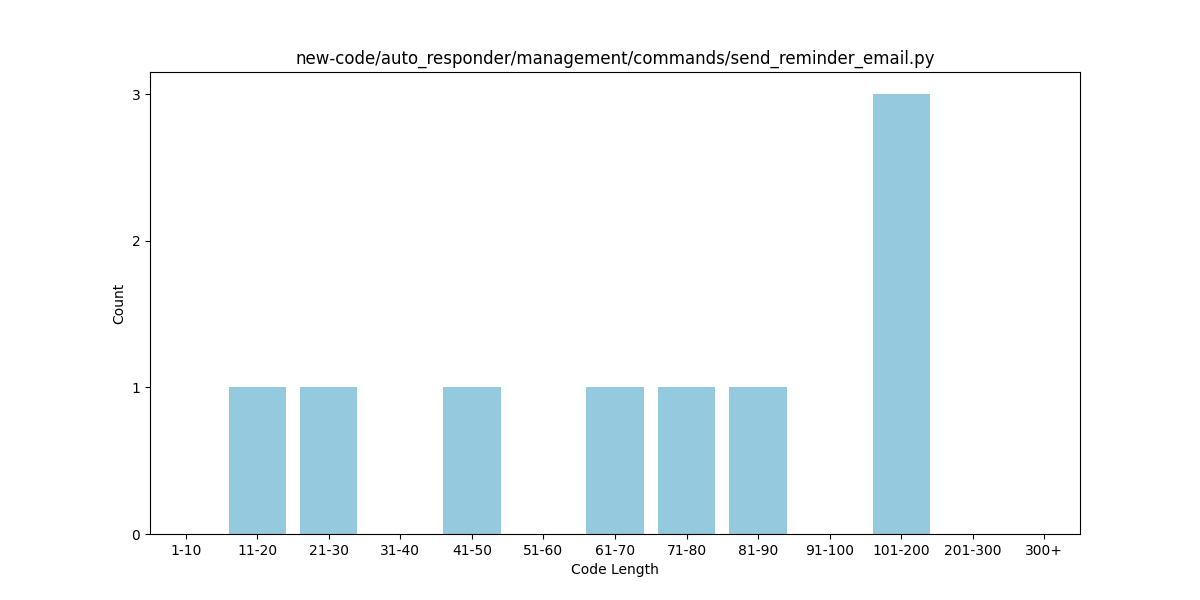 new-code/auto_responder/management/commands/send_reminder_email.py
3
2
1
0
Count
1-10 11-20 21-30 31-40 41-50 51-60 61-70 71-80 81-90 91-100 101-200 201-300 300+
Code Length